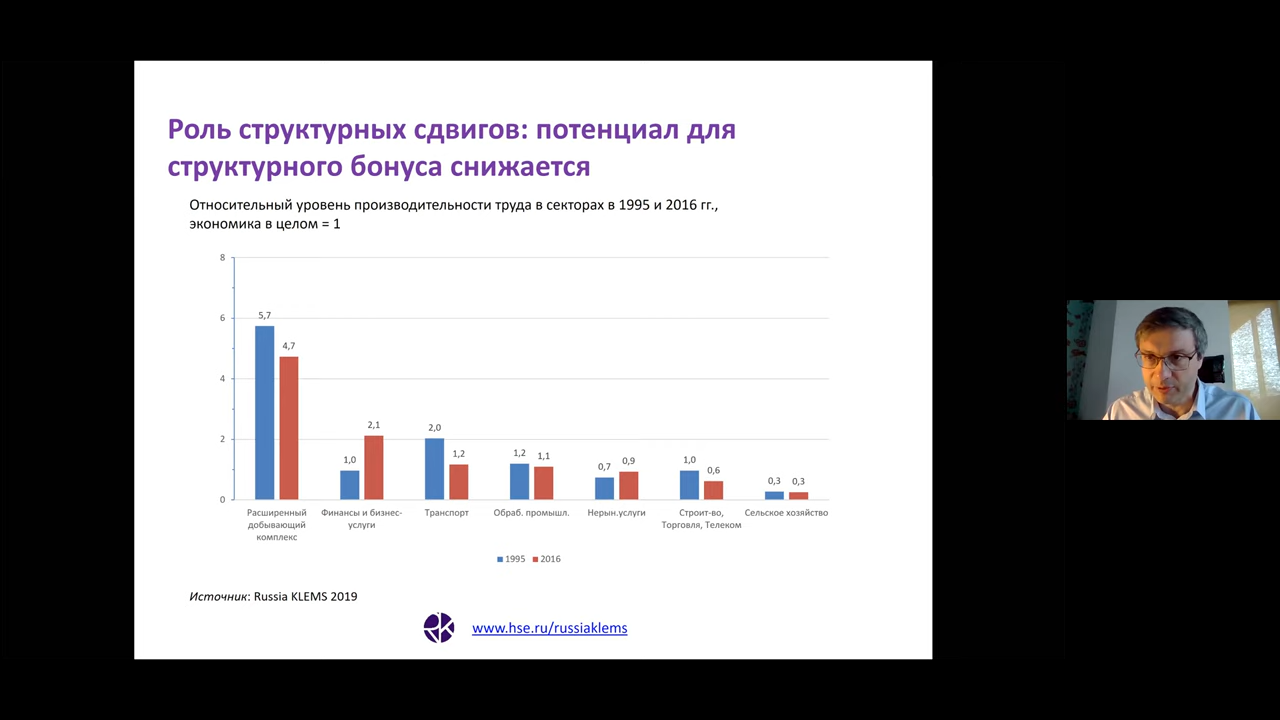 Роль структурных сдвигов: потенциал для
структурного бонуса снижается
Относительный уровень производительности труда в секторах в 1995 и 2016 гг.,
экономика в целом = 1
8
6
4
2
0
5,7
4,7
1,0
2,1
2,0
1,2
1,2
1,1
0,7
0,9
1,0
0,6
0,3
0,3
Расширенный
добывающий
комплекс
Финансы и бизнес-
услуги
Транспорт
Обраб. промышл.
Нерын.услуги
Строит-во,
Торговля, Телеком
Сельское хозяйство
1995 2016
Источник: Russia KLEMS 2019
www.hse.ru/russiaklems